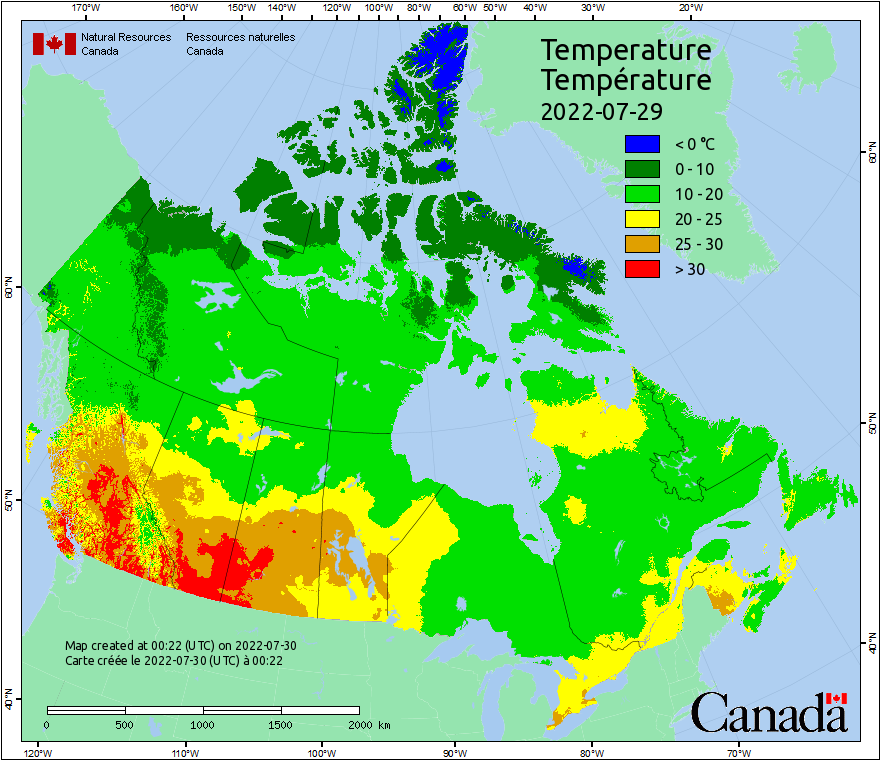 170°W 160°W 150°W 140°W 130°W 120°W 110°W 100°W 80°W 60°W 50°W 40°W 30°W 20°W
Natural Resources Ressources naturelles
Canada Canada
Temperature
Température
2022-07-29
< 0 °C
0 - 10
10 - 20
20 - 25
25 - 30
> 30
60°N
60°N
50°N
50°N
40°N
40°N
Map created at 00:22 (UTC) on 2022-07-30
Carte créée le 2022-07-30 (UTC) à 00:22
0 500 1000 1500 2000 km
Canada
120°W 110°W 100°W 90°W 80°W 70°W